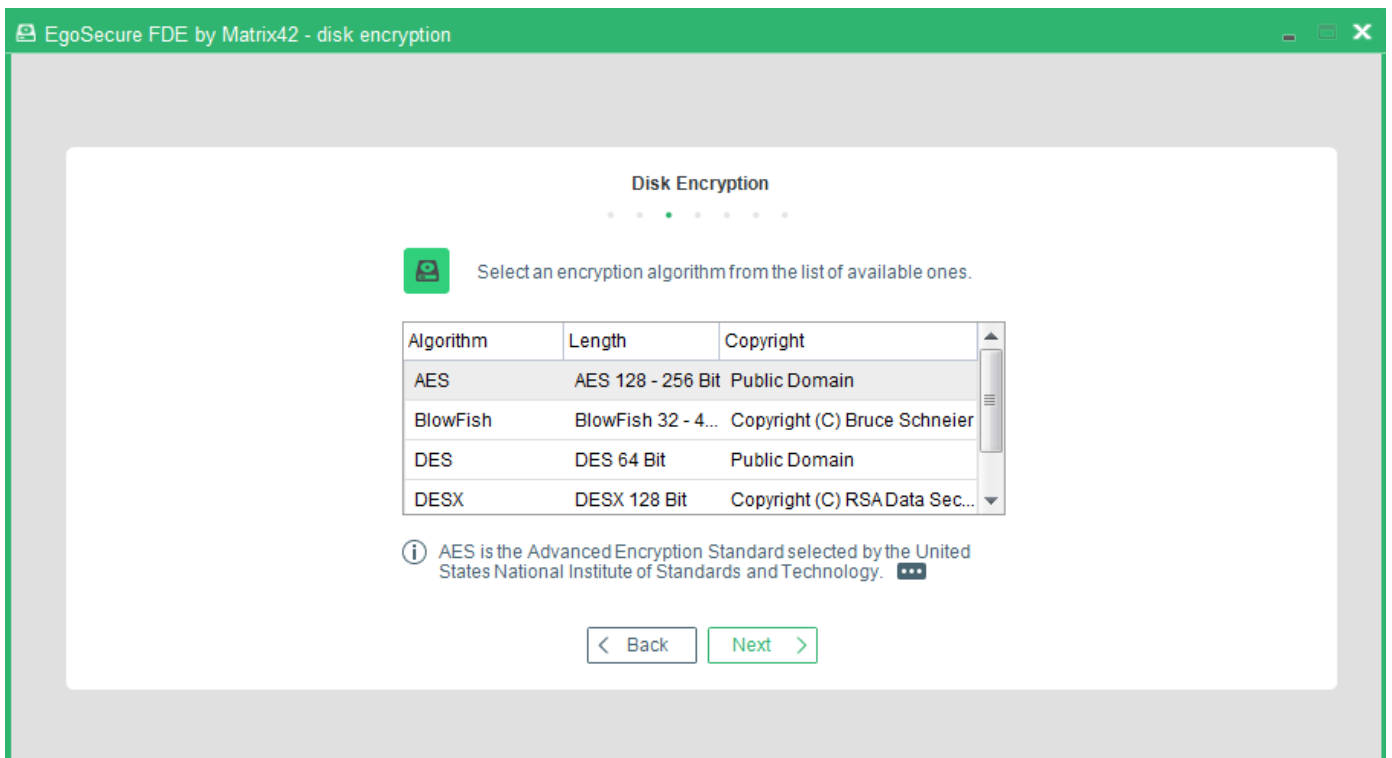 EgoSecure FDE by Matrix42 - disk encryption
Disk Encryption
Select an encryption algorithm from the list of available ones.
Algorithm Length Copyright
AES AES 128 - 256 Bit Public Domain
BlowFish BlowFish 32 - 4... Copyright (C) Bruce Schneier
DES DES 64 Bit Public Domain
DESX DESX 128 Bit Copyright (C) RSA Data Sec...
AES is the Advanced Encryption Standard selected by the United
States National Institute of Standards and Technology.
Back Next